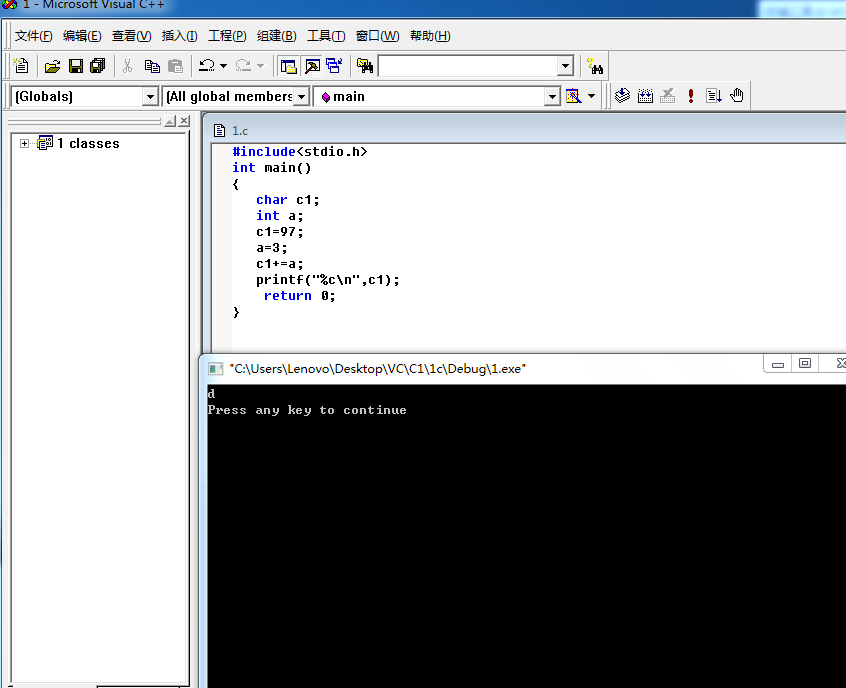 1 - Microsoft Visual C++
文件(F) 编辑(E) 查看(V) 插入(I) 工程(P) 组建(B) 工具(T) 窗口(W) 帮助(H)
(Globals) (All global members main
1 classes
1.c
#include<stdio.h>
int main()
{
char c1;
int a;
c1=97;
a=3;
c1+=a;
printf("%c\n",c1);
return 0;
}
"C:\Users\Lenovo\Desktop\VC\C1\1c\Debug\1.exe"
d
Press any key to continue